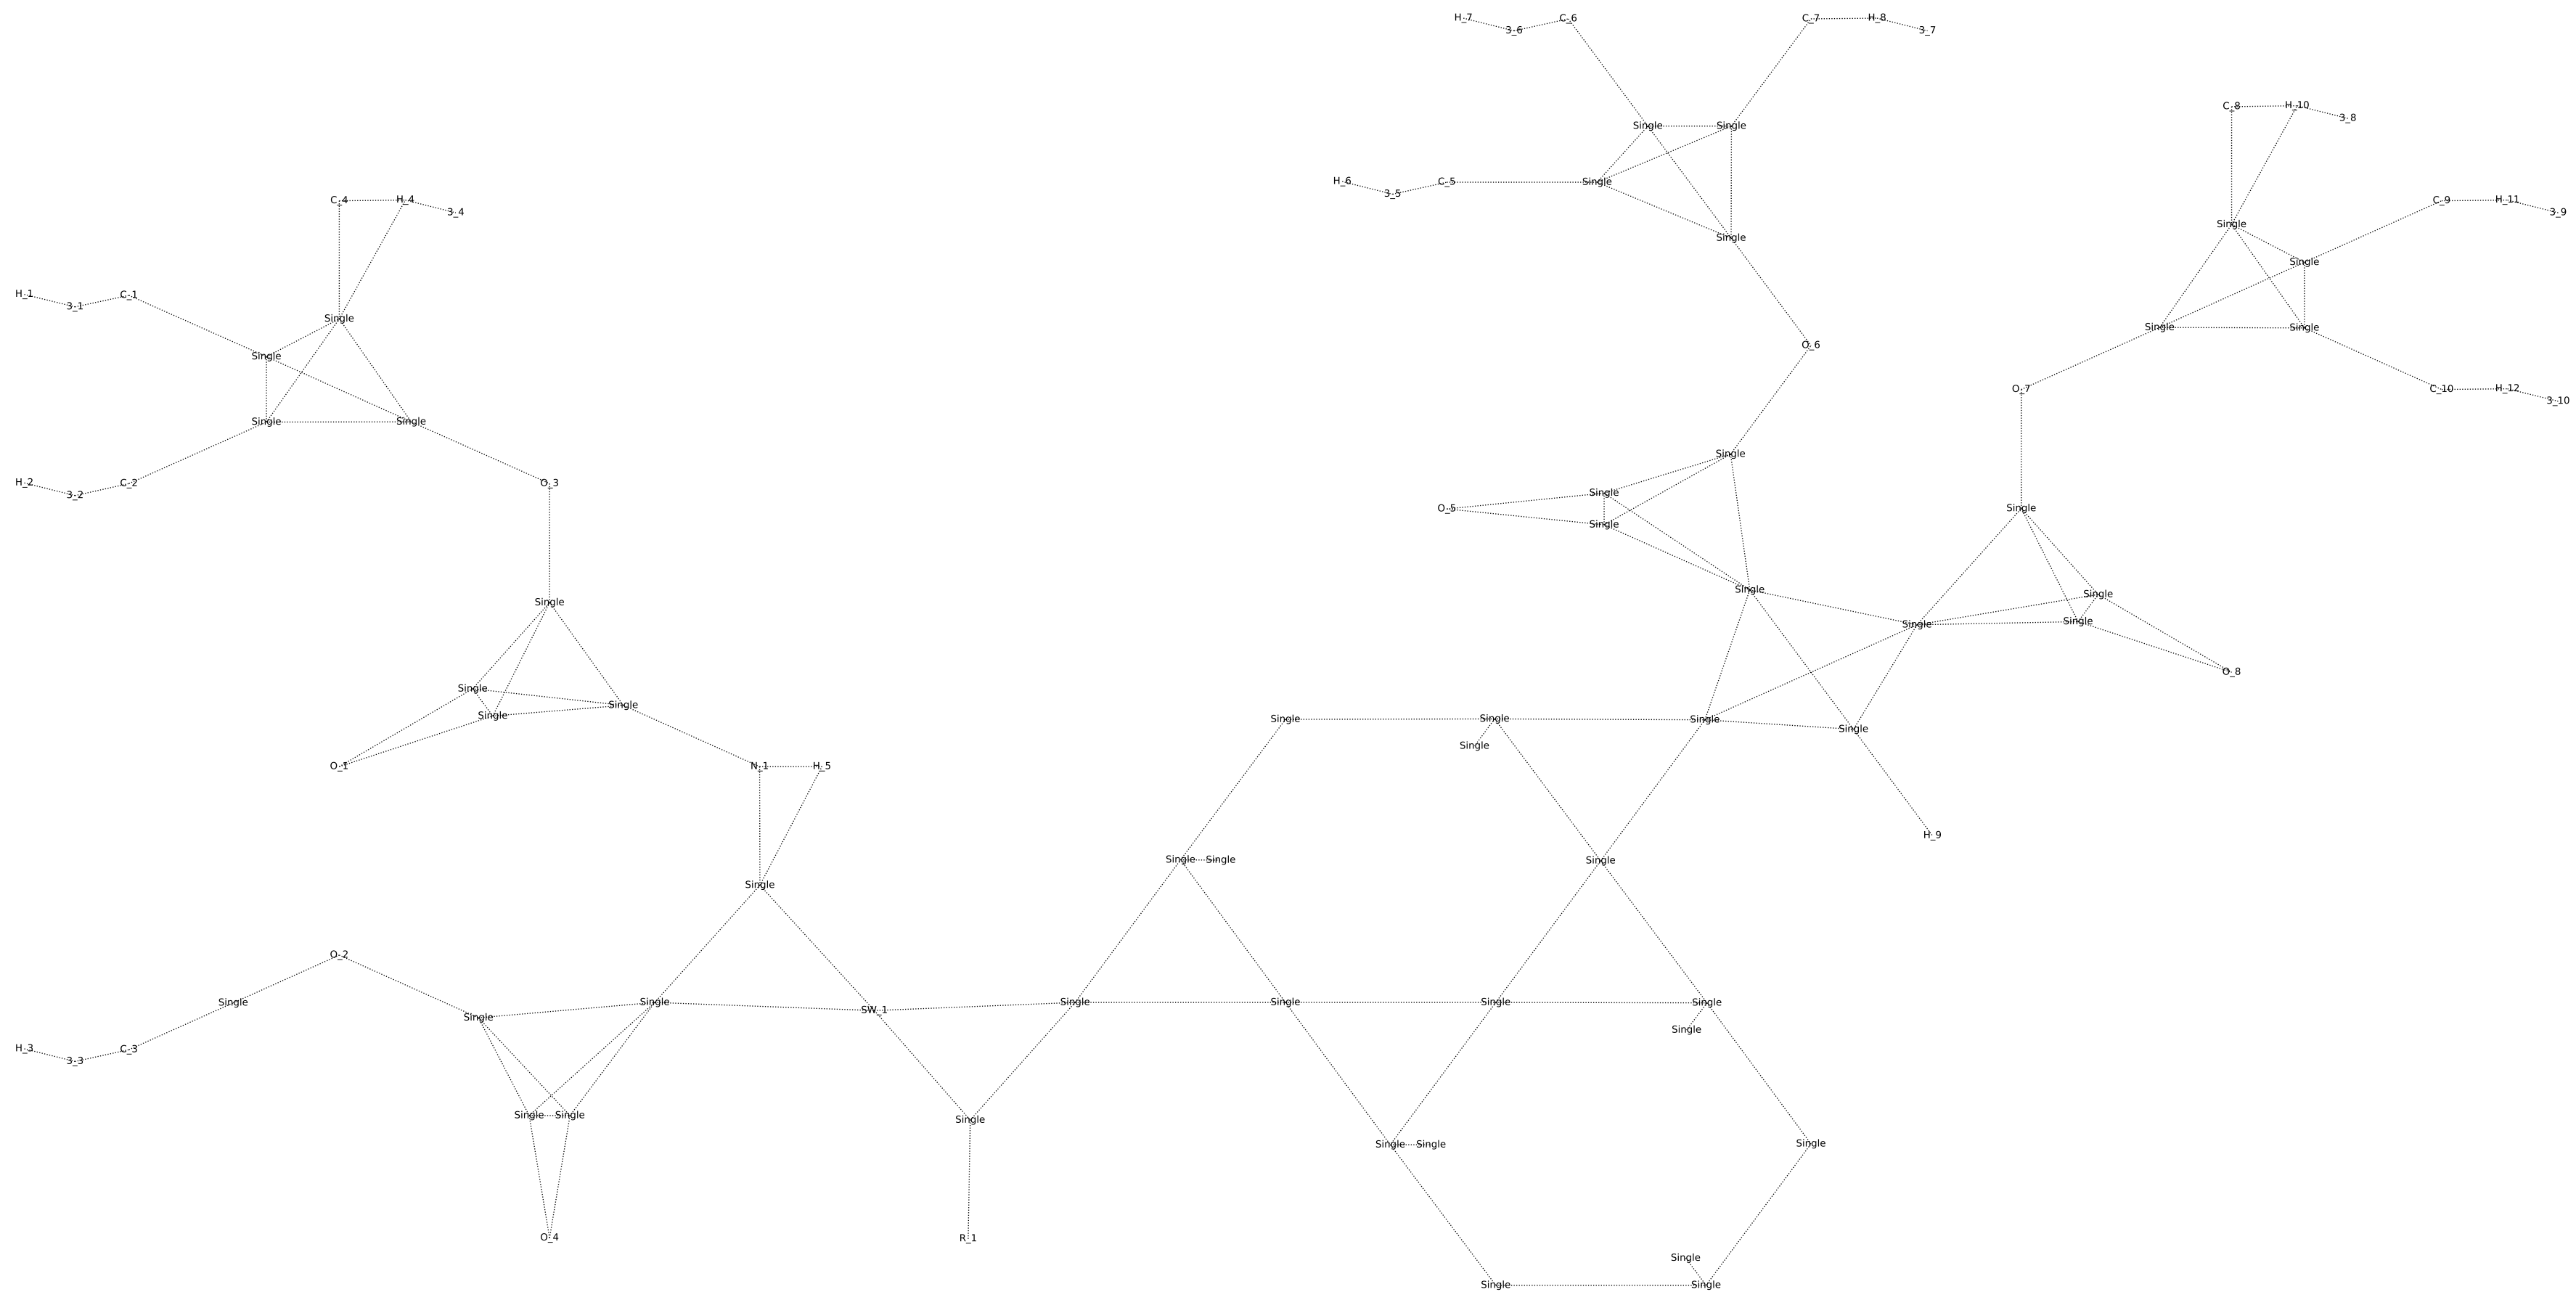 H_7 3_6 C_6 C_7 H_8 3_7
C_8 H_10 3_8
Single Single
H_6 3_5 C_5 Single
C_4 H_4 3_4 C_9 H_11 3_9
Single Single
Single
H_1 3_1 C_1
Single
Single Single
O_6
Single
O_7 C_10 H_12 3_10
Single Single
Single
H_2 3_2 C_2 O_3
Single
O_5 Single
Single
Single
Single Single
Single Single
O_8
Single
Single
Single
Single Single Single Single
Single
O_1 N_1 H_5
H_9
Single Single Single
Single
O_2
Single Single SW_1 Single Single Single Single
Single
Single
H_3 3_3 C_3
Single Single Single
Single Single Single
O_4 R_1
Single
Single Single